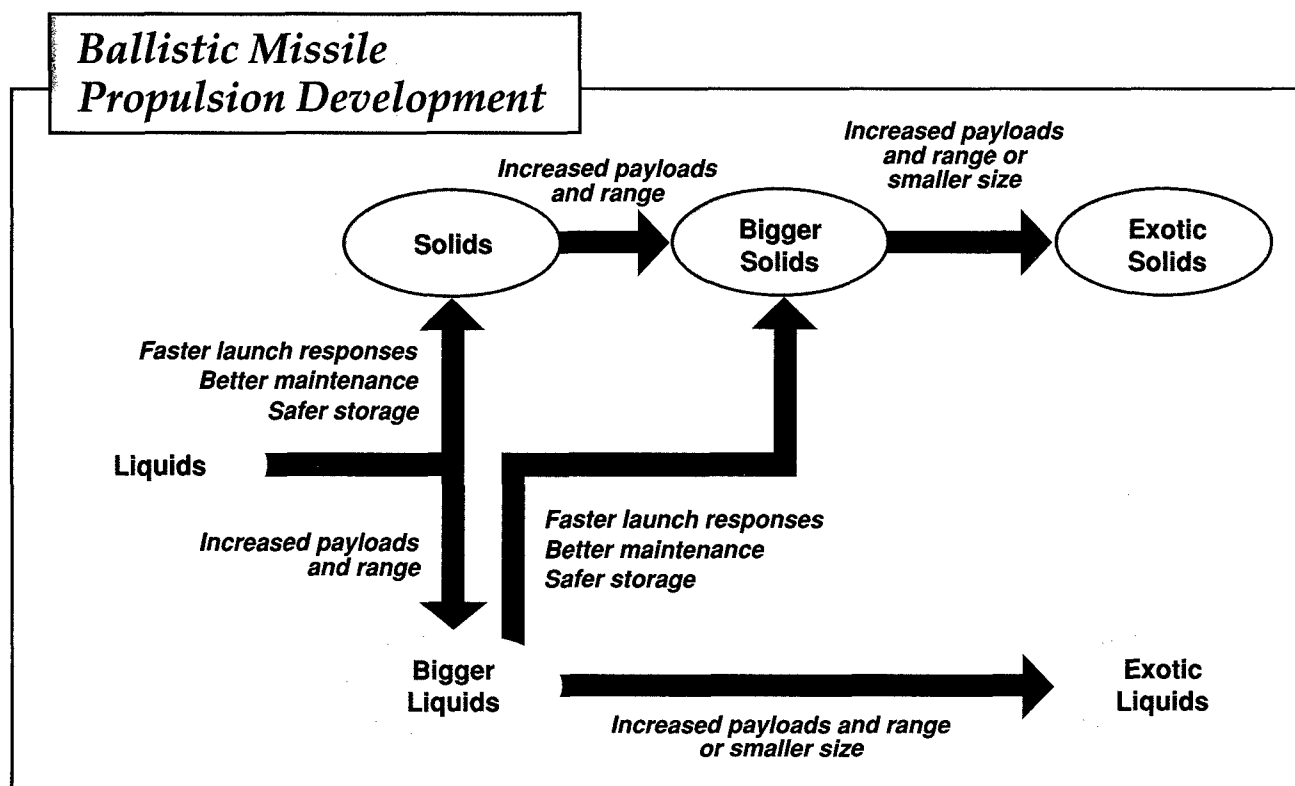 Ballistic Missile
Propulsion Development
Increased payloads
and range
Increased payloads
and range or
smaller size
Solids
Bigger
Solids
Exotic
Solids
Faster launch responses
Better maintenance
Safer storage
Liquids
Increased payloads
and range
Faster launch responses
Better maintenance
Safer storage
Bigger
Liquids
Exotic
Liquids
Increased payloads and range
or smaller size